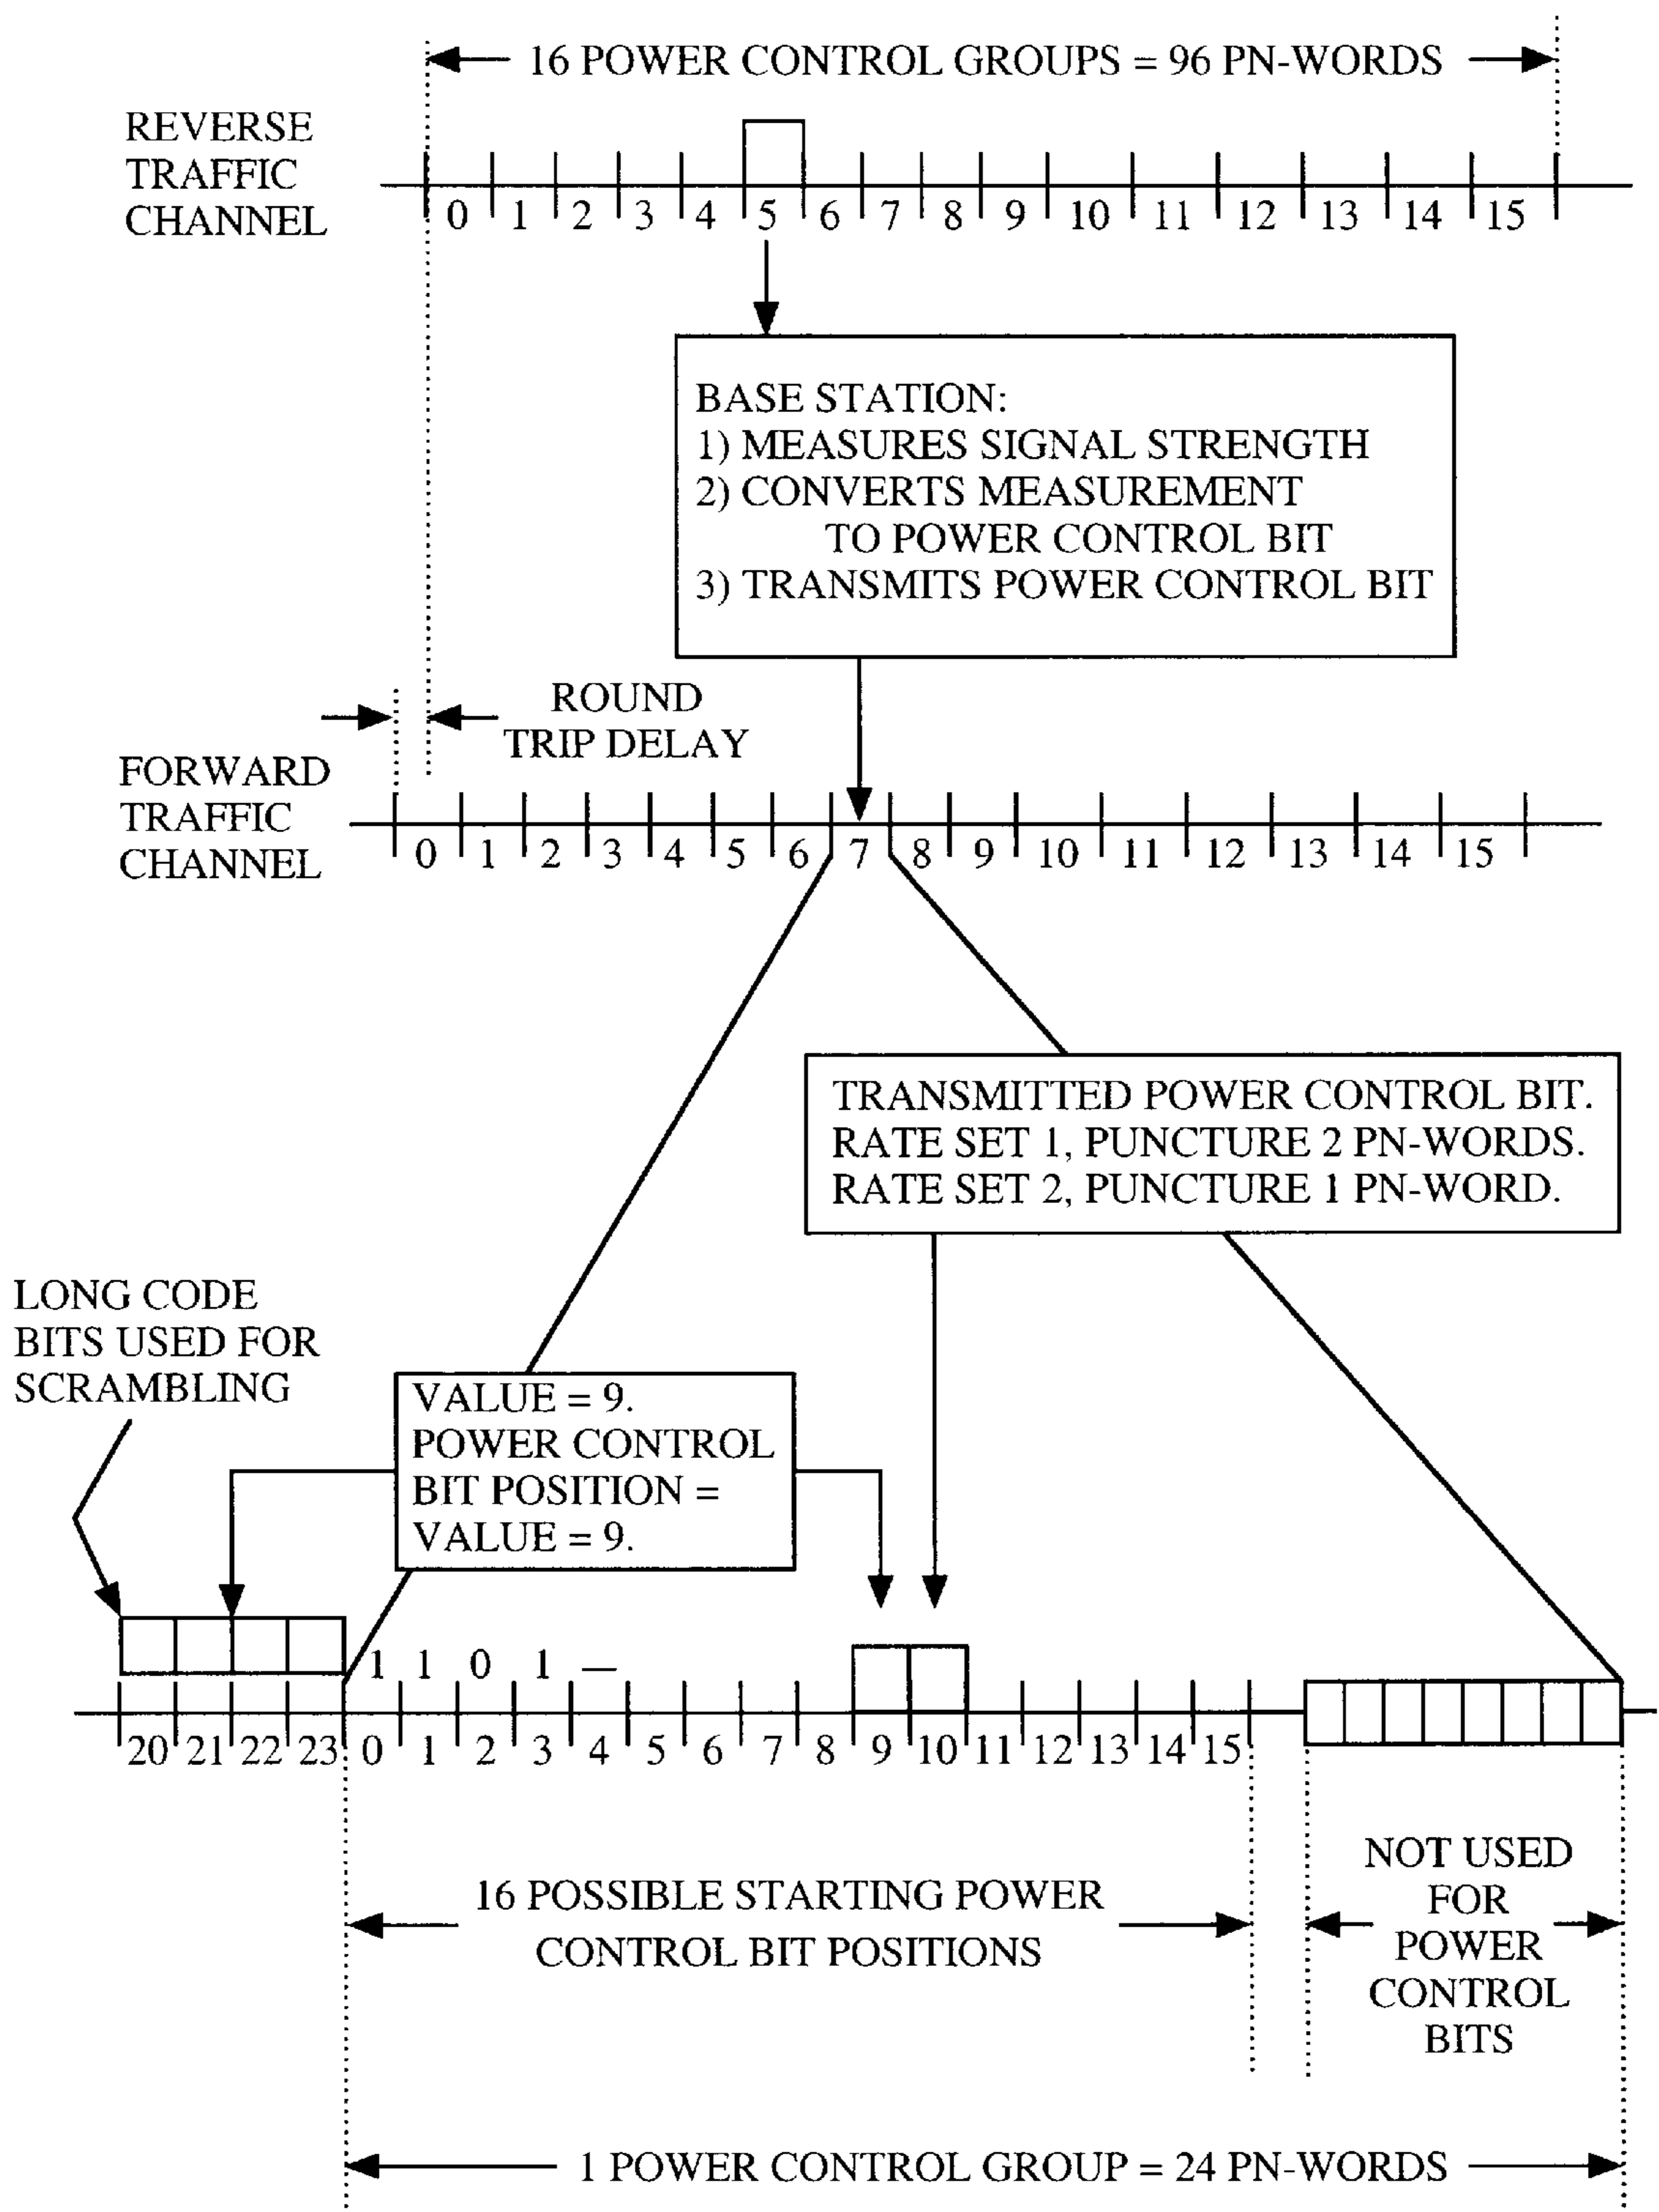 16 POWER CONTROL GROUPS = 96 PN-WORDS
REVERSE
TRAFFIC
CHANNEL
0 1 2 3 4 5 6 7 8 9 10 11 12 13 14 15
BASE STATION:
1) MEASURES SIGNAL STRENGTH
2) CONVERTS MEASUREMENT
TO POWER CONTROL BIT
3) TRANSMITS POWER CONTROL BIT
ROUND
TRIP DELAY
FORWARD
TRAFFIC
CHANNEL
0 1 2 3 4 5 6 7 8 9 10 11 12 13 14 15
TRANSMITTED POWER CONTROL BIT.
RATE SET 1, PUNCTURE 2 PN-WORDS.
RATE SET 2, PUNCTURE 1 PN-WORD.
LONG CODE
BITS USED FOR
SCRAMBLING
VALUE = 9.
POWER CONTROL
BIT POSITION =
VALUE = 9.
1 1 0 1 —
20 21 22 23 0 1 2 3 4 5 6 7 8 9 10 11 12 13 14 15
16 POSSIBLE STARTING POWER
CONTROL BIT POSITIONS
NOT USED
FOR
POWER
CONTROL
BITS
1 POWER CONTROL GROUP = 24 PN-WORDS